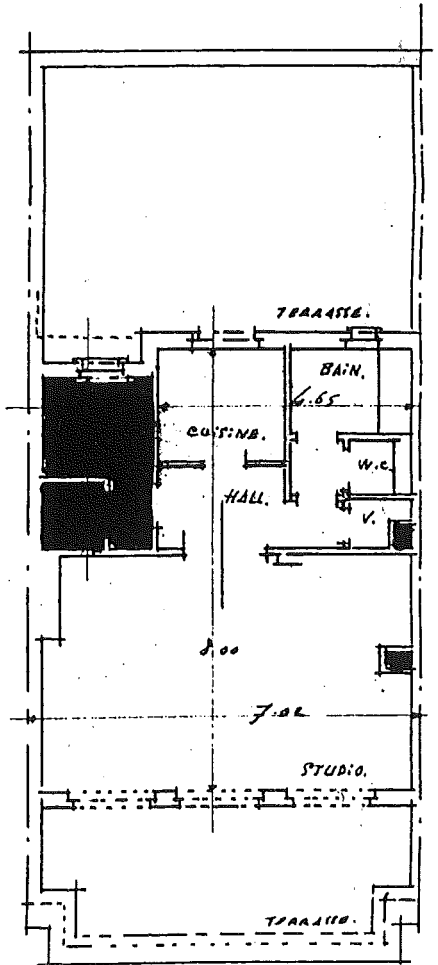 TERRASSE.
BAIN.
4.65
CUISINE.
W.C.
HALL.
V.
8.00
7.02
STUDIO.
TERRASSE.